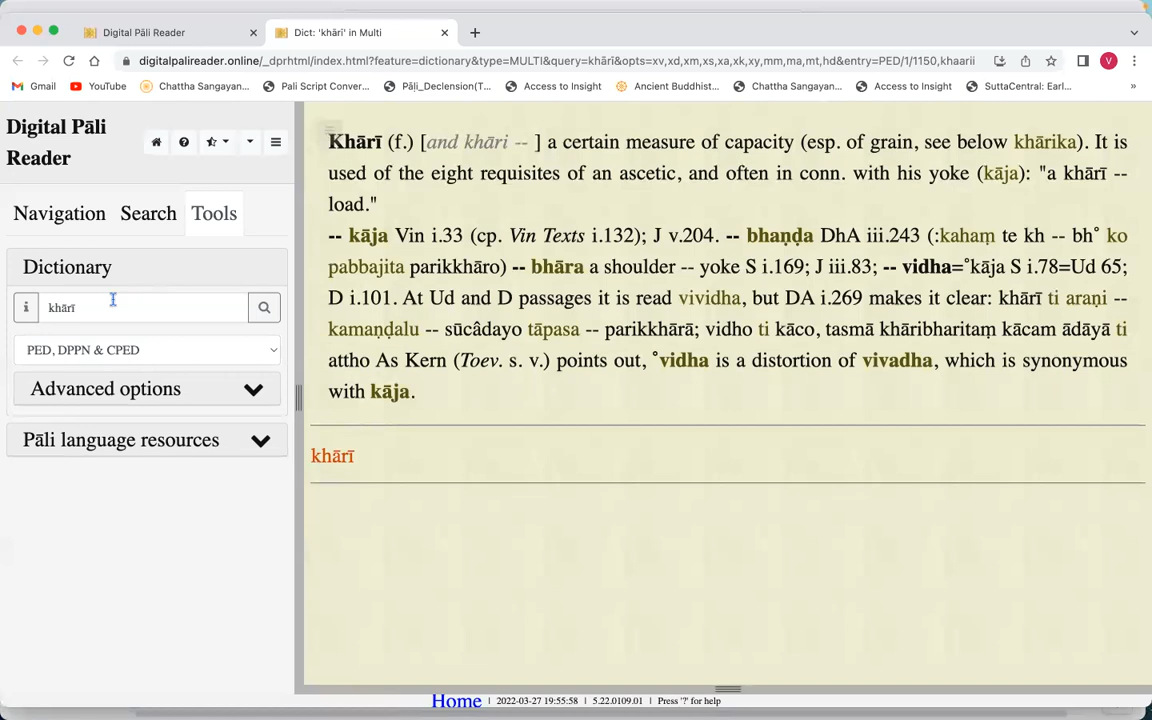 Digital Pāli Reader
Dict: 'khārī' in Multi
digitalpalireader.online/_dprhtml/index.html?feature=dictionary&type=MULTI&query=khārī&opts=xv,xd,xm,xs,xa,xk,xy,mm,ma,mt,hd&entry=PED/1/1150,khaarii
V
Gmail YouTube Chattha Sangayan... Pali Script Conver... Pāḷi_Declension(T... Access to Insight Ancient Buddhist... Chattha Sangayan... Access to Insight SuttaCentral: Earl... »
Digital Pāli
Reader
Navigation Search Tools
Dictionary
khārī
PED, DPPN & CPED
Advanced options
Pāli language resources
Khārī (f.) [and khāri -- ] a certain measure of capacity (esp. of grain, see below khārika). It is
used of the eight requisites of an ascetic, and often in conn. with his yoke (kāja): "a khārī --
load."
-- kāja Vin i.33 (cp. Vin Texts i.132); J v.204. -- bhaṇḍa DhA iii.243 (:kahaṃ te kh -- bh˚ ko
pabbajita parikkhāro) -- bhāra a shoulder -- yoke S i.169; J iii.83; -- vidha=˚kāja S i.78=Ud 65;
D i.101. At Ud and D passages it is read vividha, but DA i.269 makes it clear: khārī ti araṇi --
kamaṇḍalu -- sūcâdayo tāpasa -- parikkhārā; vidho ti kāco, tasmā khāribharitaṃ kācam ādāyā ti
attho As Kern (Toev. s. v.) points out, ˚vidha is a distortion of vivadha, which is synonymous
with kāja.
khārī
Home | 2022-03-27 19:55:58 | 5.22.0109.01 | Press '?' for help